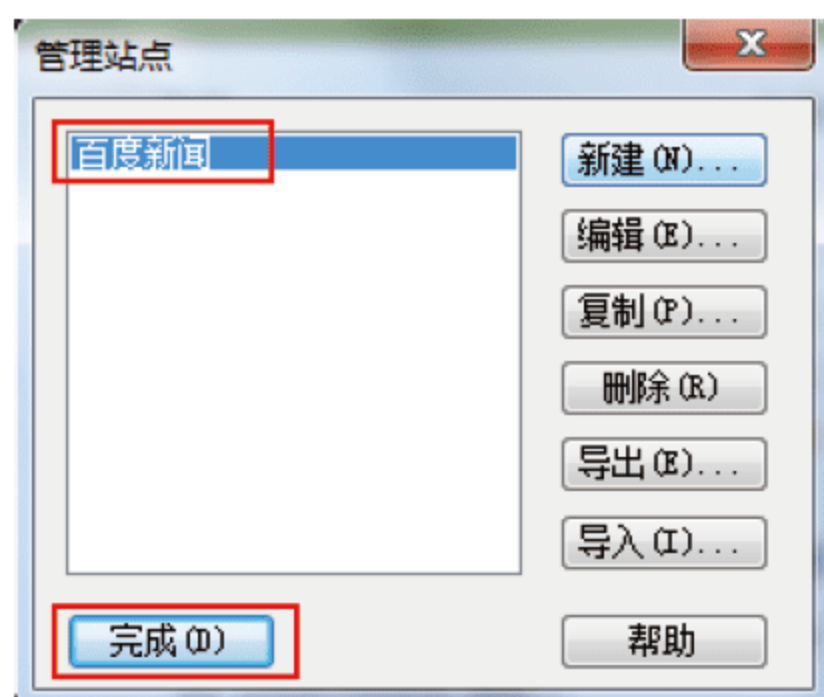 管理站点
百度新闻
新建(N)...
编辑(E)...
复制(P)...
删除(R)
导出(E)...
导入(I)...
完成(D)
帮助